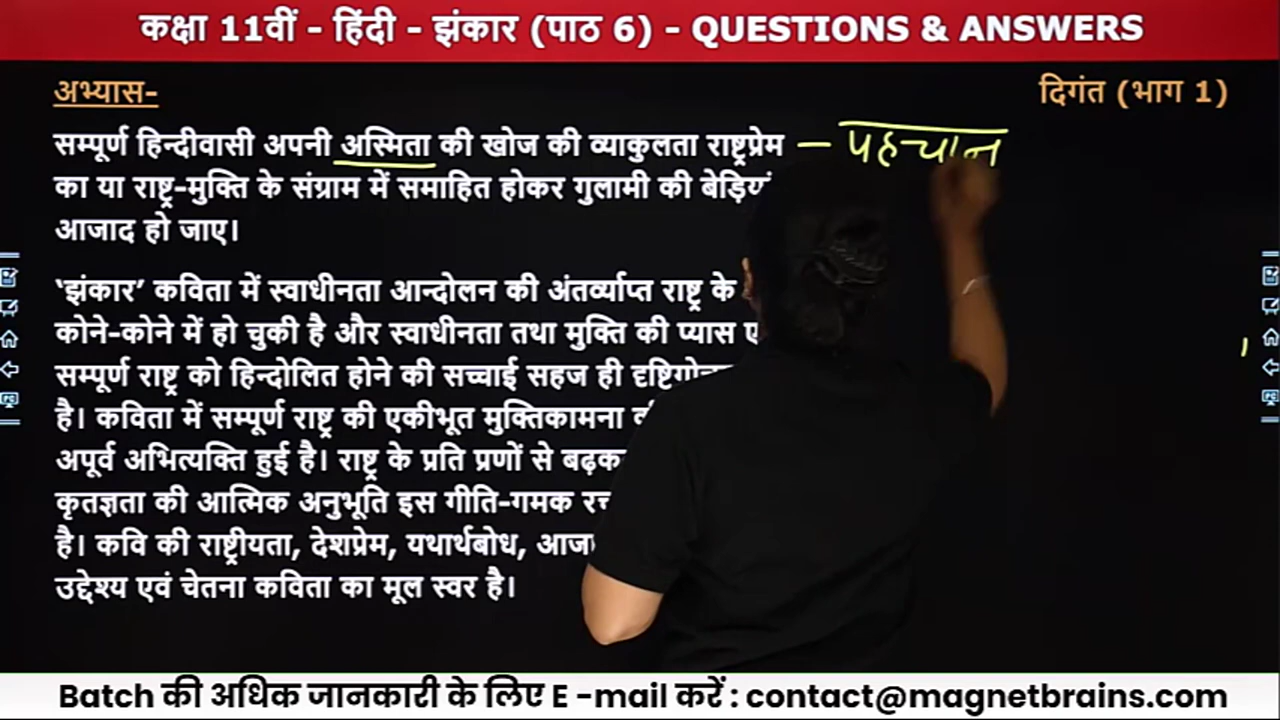 कक्षा 11वीं - हिंदी - झंकार (पाठ 6) - QUESTIONS & ANSWERS
अभ्यास-
दिगंत (भाग 1)
सम्पूर्ण हिन्दीवासी अपनी अस्मिता की खोज की व्याकुलता राष्ट्रप्रेम — पहचान
का या राष्ट्र-मुक्ति के संग्राम में समाहित होकर गुलामी की
आजाद हो जाए।
'झंकार' कविता में स्वाधीनता आन्दोलन की अंतर्व्याप्त राष्ट्र के
कोने-कोने में हो चुकी है और स्वाधीनता तथा मुक्ति की प्यास
सम्पूर्ण राष्ट्र को हिन्दोलित होने की सच्चाई सहज ही
है। कविता में सम्पूर्ण राष्ट्र की एकीभूत मुक्तिकामना
अपूर्व अभित्यक्ति हुई है। राष्ट्र के प्रति प्रणों से
कृतज्ञता की आत्मिक अनुभूति इस गीति-गमक
है। कवि की राष्ट्रीयता, देशप्रेम, यथार्थबोध,
उद्देश्य एवं चेतना कविता का मूल स्वर है।
Batch की अधिक जानकारी के लिए E -mail करें : contact@magnetbrains.com